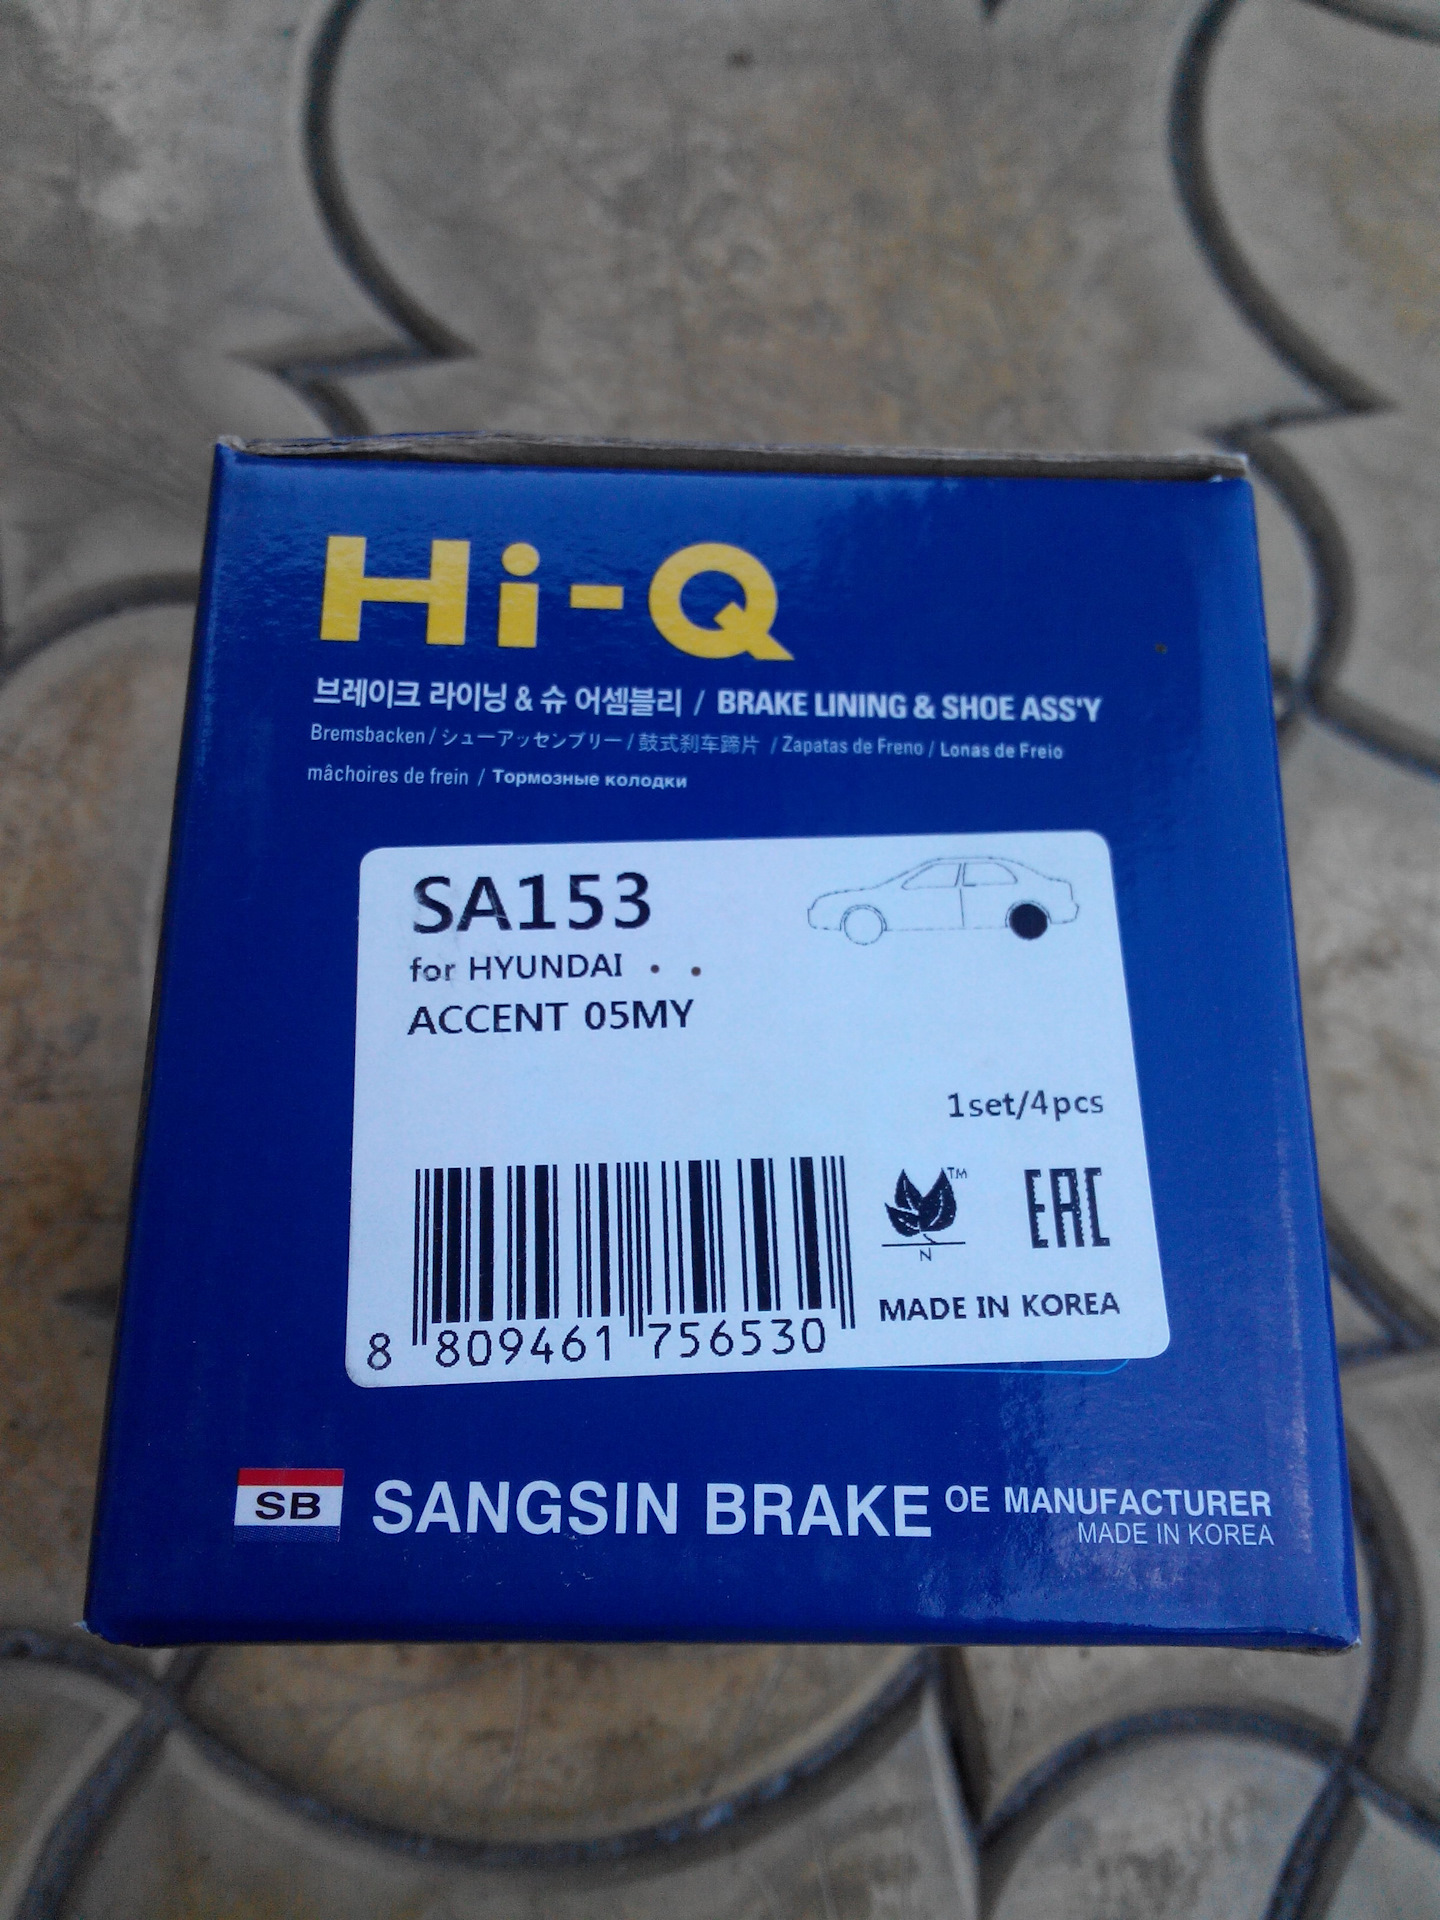 Hi-Q
브레이크 라이닝 & 슈 어셈블리 / BRAKE LINING & SHOE ASS'Y
Bremsbacken / シューアッセンブリー / 鼓式刹车蹄片 / Zapatas de Freno / Lonas de Freio
mâchoires de frein / Тормозные колодки
SA153
for HYUNDAI
ACCENT 05MY
1set/4pcs
TM
N
EAC
MADE IN KOREA
8 809461 756530
SB SANGSIN BRAKE OE MANUFACTURER
MADE IN KOREA